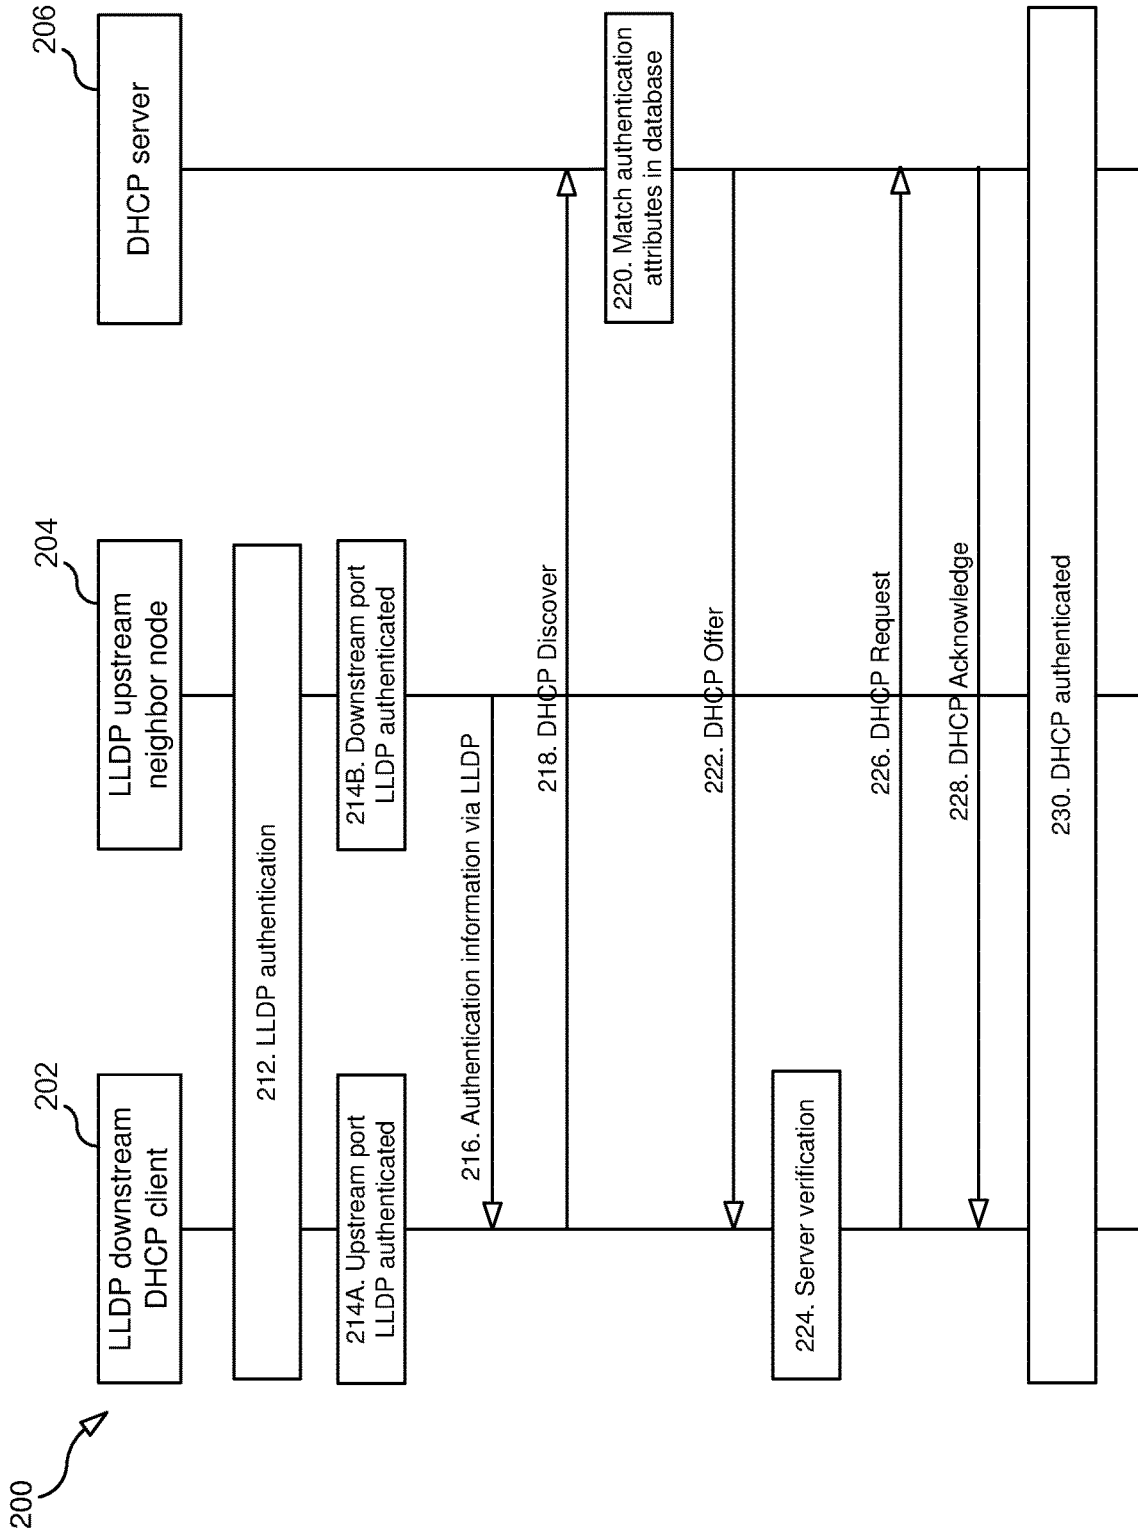 200
202
204
206
LLDP downstream
DHCP client
LLDP upstream
neighbor node
DHCP server
212. LLDP authentication
214A. Upstream port
LLDP authenticated
214B. Downstream port
LLDP authenticated
216. Authentication information via LLDP
218. DHCP Discover
220. Match authentication
attributes in database
222. DHCP Offer
224. Server verification
226. DHCP Request
228. DHCP Acknowledge
230. DHCP authenticated